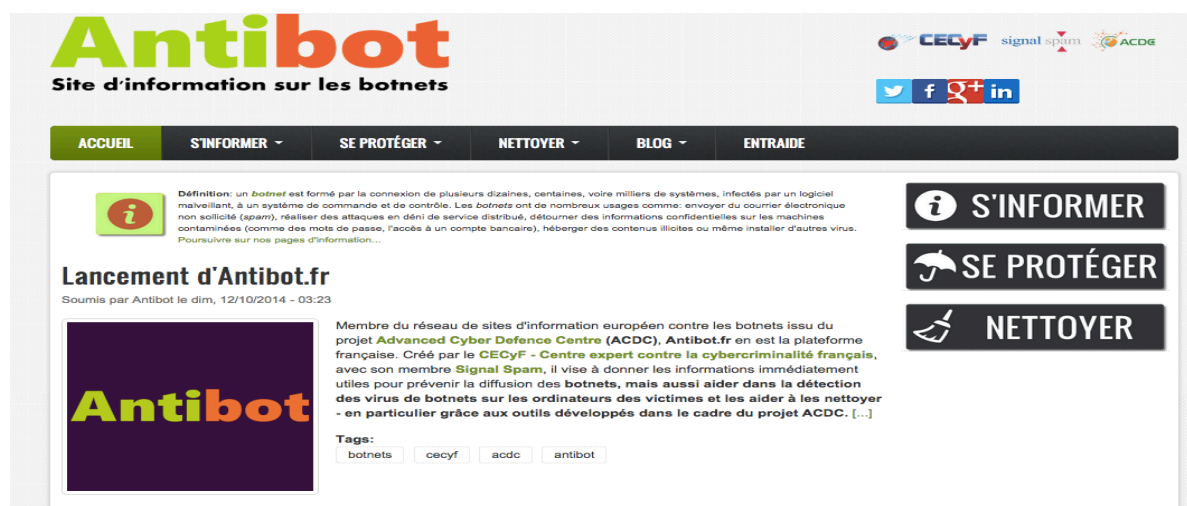 Antibot
Site d'information sur les botnets
CECyF signal spam ACDC
ACCUEIL S'INFORMER SE PROTÉGER NETTOYER BLOG ENTRAIDE
Définition: un botnet est formé par la connexion de plusieurs dizaines, centaines, voire milliers de systèmes, infectés par un logiciel
malveillant, à un système de commande et de contrôle. Les botnets ont de nombreux usages comme: envoyer du courrier électronique
non sollicité (spam), réaliser des attaques en déni de service distribué, détourner des informations confidentielles sur les machines
contaminées (comme des mots de passe, l'accès à un compte bancaire), héberger des contenus illicites ou même installer d'autres virus.
Poursuivre sur nos pages d'information...
Lancement d'Antibot.fr
Soumis par Antibot le dim, 12/10/2014 - 03:23
Antibot
Membre du réseau de sites d'information européen contre les botnets issu du
projet Advanced Cyber Defence Centre (ACDC), Antibot.fr en est la plateforme
française. Créé par le CECyF - Centre expert contre la cybercriminalité français,
avec son membre Signal Spam, il vise à donner les informations immédiatement
utiles pour prévenir la diffusion des botnets, mais aussi aider dans la détection
des virus de botnets sur les ordinateurs des victimes et les aider à les nettoyer
- en particulier grâce aux outils développés dans le cadre du projet ACDC. [...]
Tags:
botnets cecyf acdc antibot
S'INFORMER
SE PROTÉGER
NETTOYER